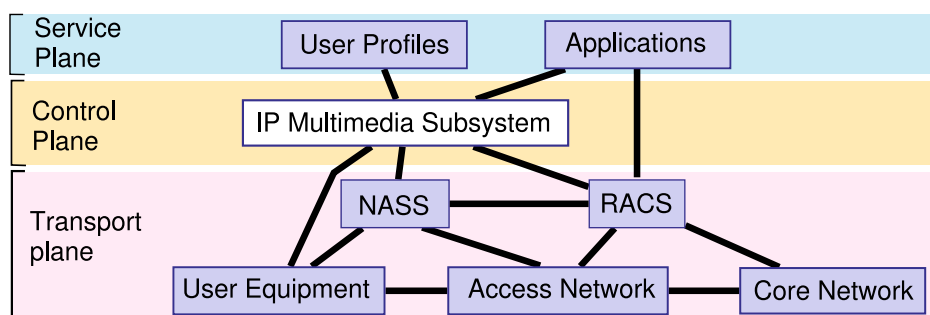 Service
Plane
User Profiles
Applications
Control
Plane
IP Multimedia Subsystem
Transport
plane
NASS
RACS
User Equipment
Access Network
Core Network